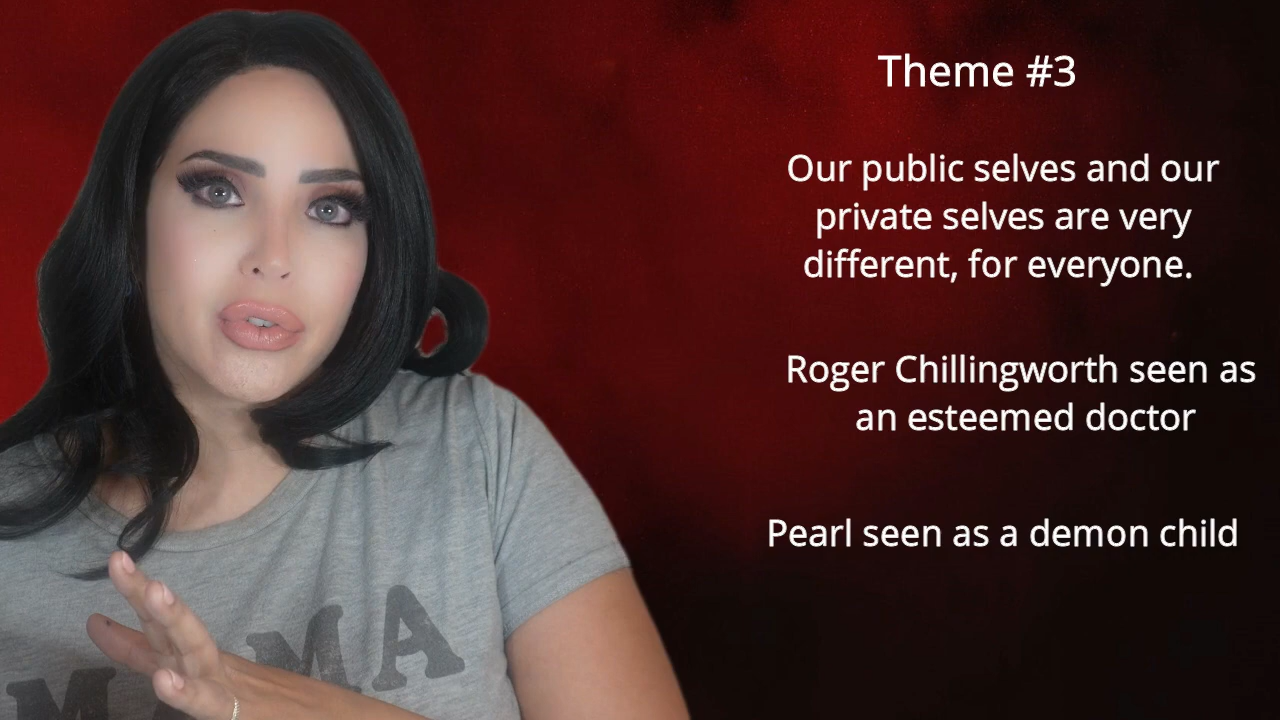 Theme #3
Our public selves and our
private selves are very
different, for everyone.
Roger Chillingworth seen as
an esteemed doctor
Pearl seen as a demon child
MAMA